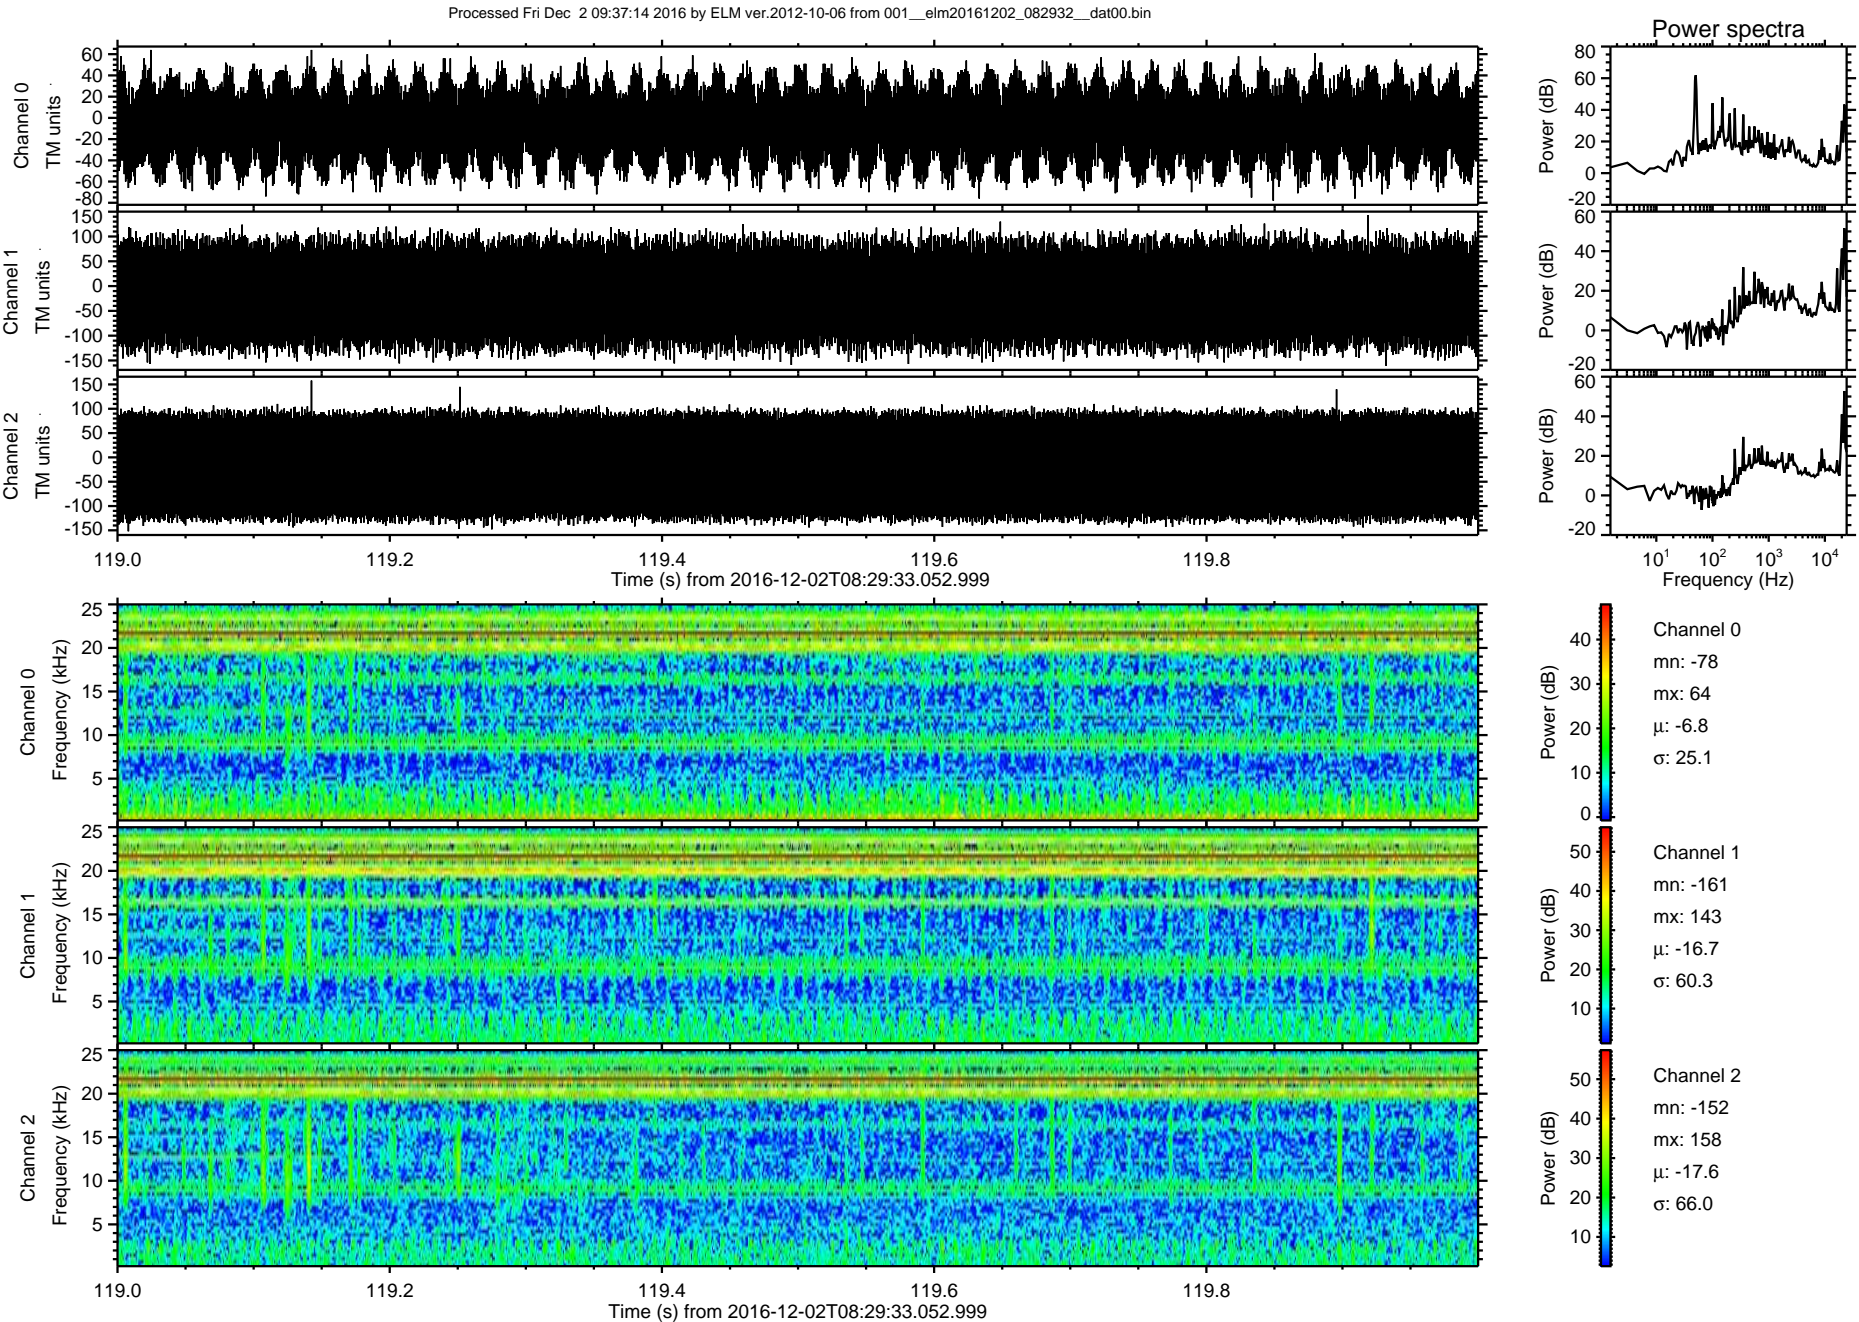 Processed Fri Dec  2 09:37:14 2016 by ELM ver.2012-10-06 from 001__elm20161202_082932__dat00.bin
Power spectra
Channel 0
TM units
60
40
20
0
-20
-40
-60
-80
Power (dB)
80
60
40
20
0
-20
Channel 1
TM units
150
100
50
0
-50
-100
-150
Power (dB)
60
40
20
0
-20
Channel 2
TM units
150
100
50
0
-50
-100
-150
Power (dB)
60
40
20
0
-20
119.0 119.2 119.4 119.6 119.8
Time (s) from 2016-12-02T08:29:33.052.999
10^1 10^2 10^3 10^4
Frequency (Hz)
Channel 0
Frequency (kHz)
25
20
15
10
5
Power (dB)
40
30
20
10
0
Channel 0
mn: -78
mx: 64
μ: -6.8
σ: 25.1
Channel 1
Frequency (kHz)
25
20
15
10
5
Power (dB)
50
40
30
20
10
Channel 1
mn: -161
mx: 143
μ: -16.7
σ: 60.3
Channel 2
Frequency (kHz)
25
20
15
10
5
Power (dB)
50
40
30
20
10
Channel 2
mn: -152
mx: 158
μ: -17.6
σ: 66.0
119.0 119.2 119.4 119.6 119.8
Time (s) from 2016-12-02T08:29:33.052.999